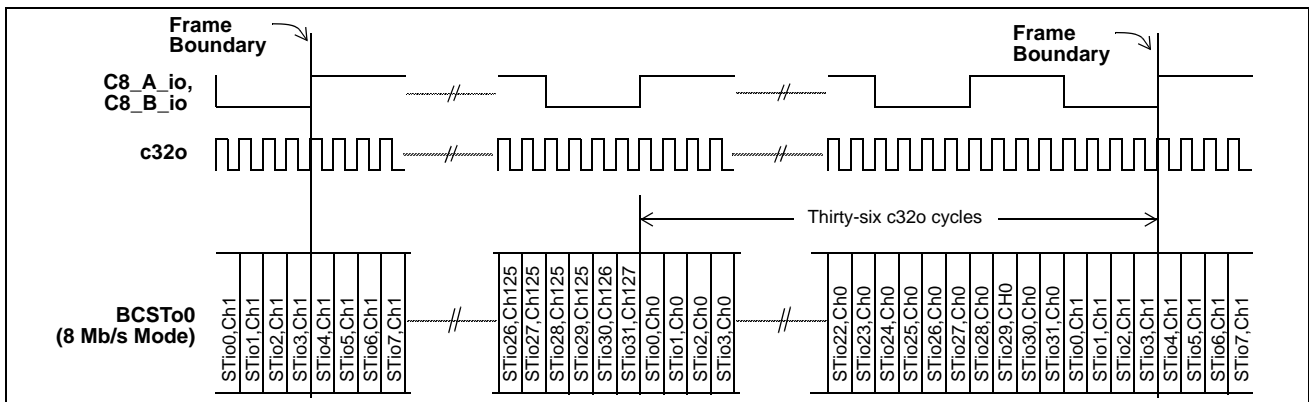 Frame
Boundary
Frame
Boundary
C8_A_io,
C8_B_io
c32o
Thirty-six c32o cycles
BCSTo0
(8 Mb/s Mode)
STio0,Ch1
STio1,Ch1
STio2,Ch1
STio3,Ch1
STio4,Ch1
STio5,Ch1
STio6,Ch1
STio7,Ch1
STio26,Ch125
STio27,Ch125
STio28,Ch125
STio29,Ch125
STio30,Ch126
STio31,Ch127
STio0,Ch0
STio1,Ch0
STio2,Ch0
STio3,Ch0
STio22,Ch0
STio23,Ch0
STio24,Ch0
STio25,Ch0
STio26,Ch0
STio27,Ch0
STio28,Ch0
STio29,CH0
STio30,Ch0
STio31,Ch0
STio0,Ch1
STio1,Ch1
STio2,Ch1
STio3,Ch1
STio4,Ch1
STio5,Ch1
STio6,Ch1
STio7,Ch1